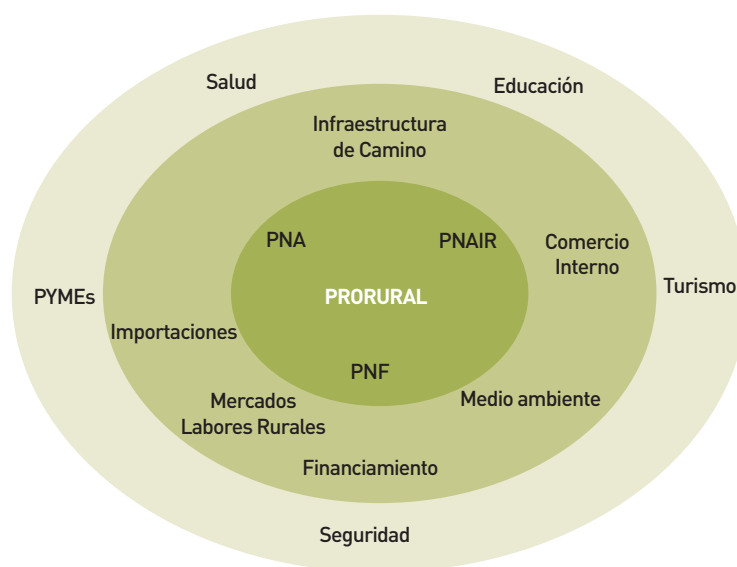 Salud
Educación
Infraestructura
de Camino
PNA
PNAIR
Comercio
Interno
Turismo
PYMEs
PRORURAL
Importaciones
PNF
Mercados
Labores Rurales
Medio ambiente
Financiamiento
Seguridad